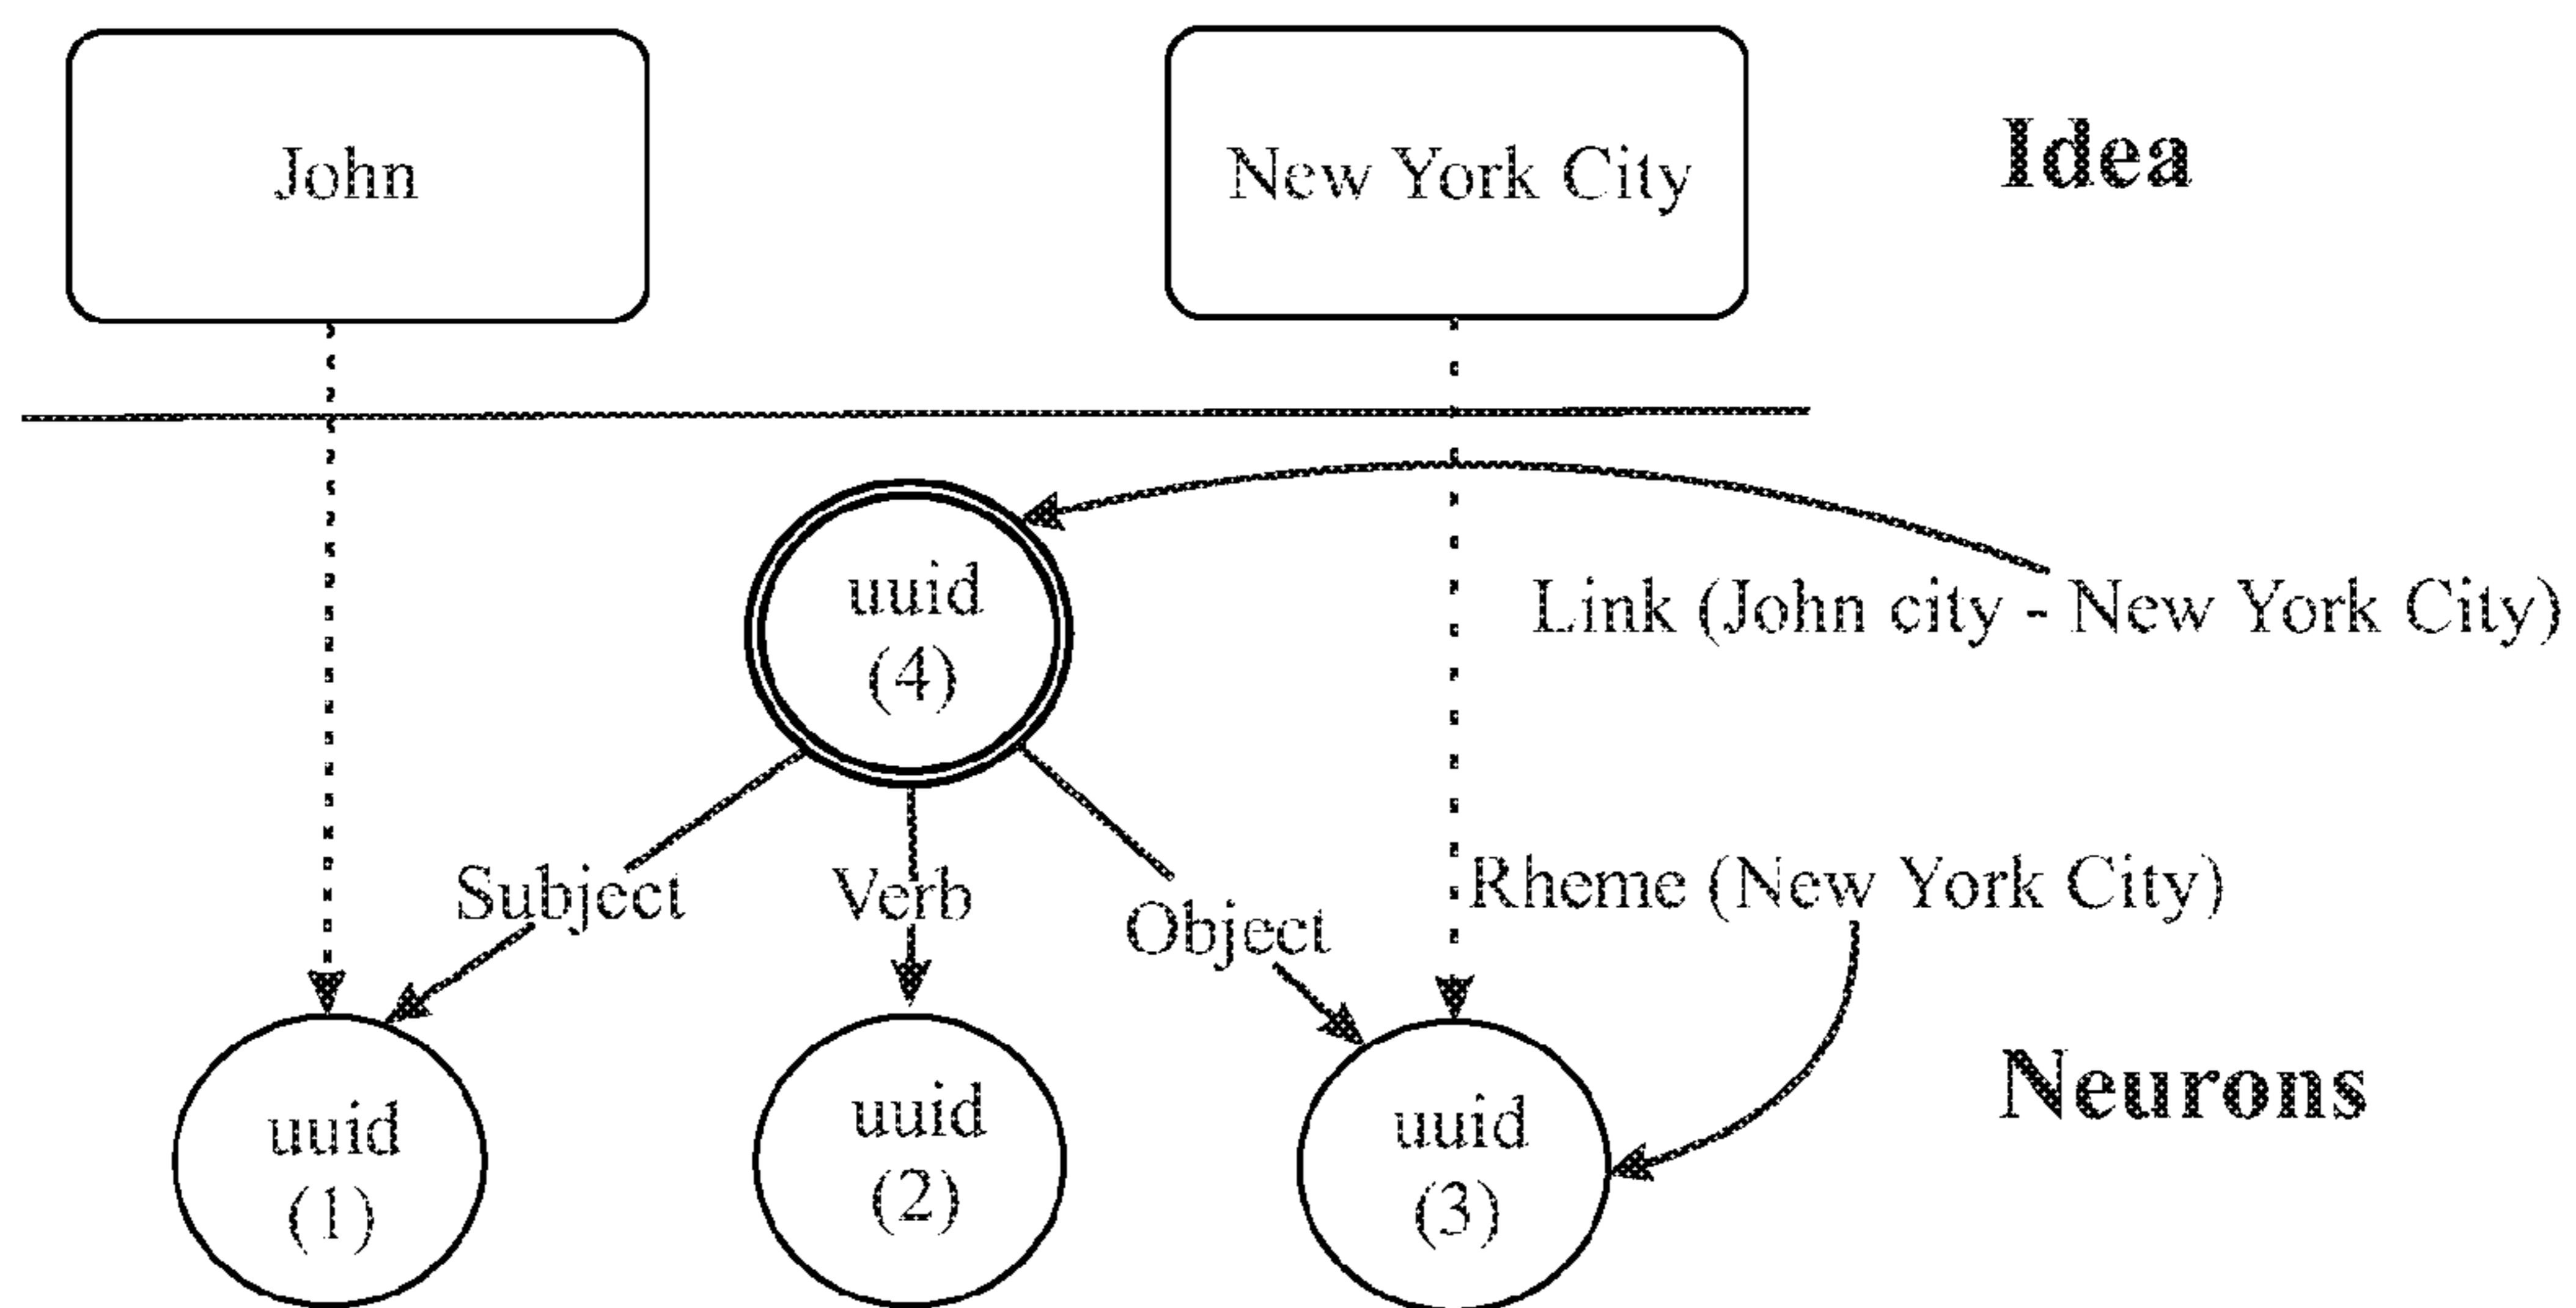 John
New York City
Idea
uuid
(4)
Link (John city - New York City)
Subject
Verb
Object
Rheme (New York City)
uuid
(1)
uuid
(2)
uuid
(3)
Neurons